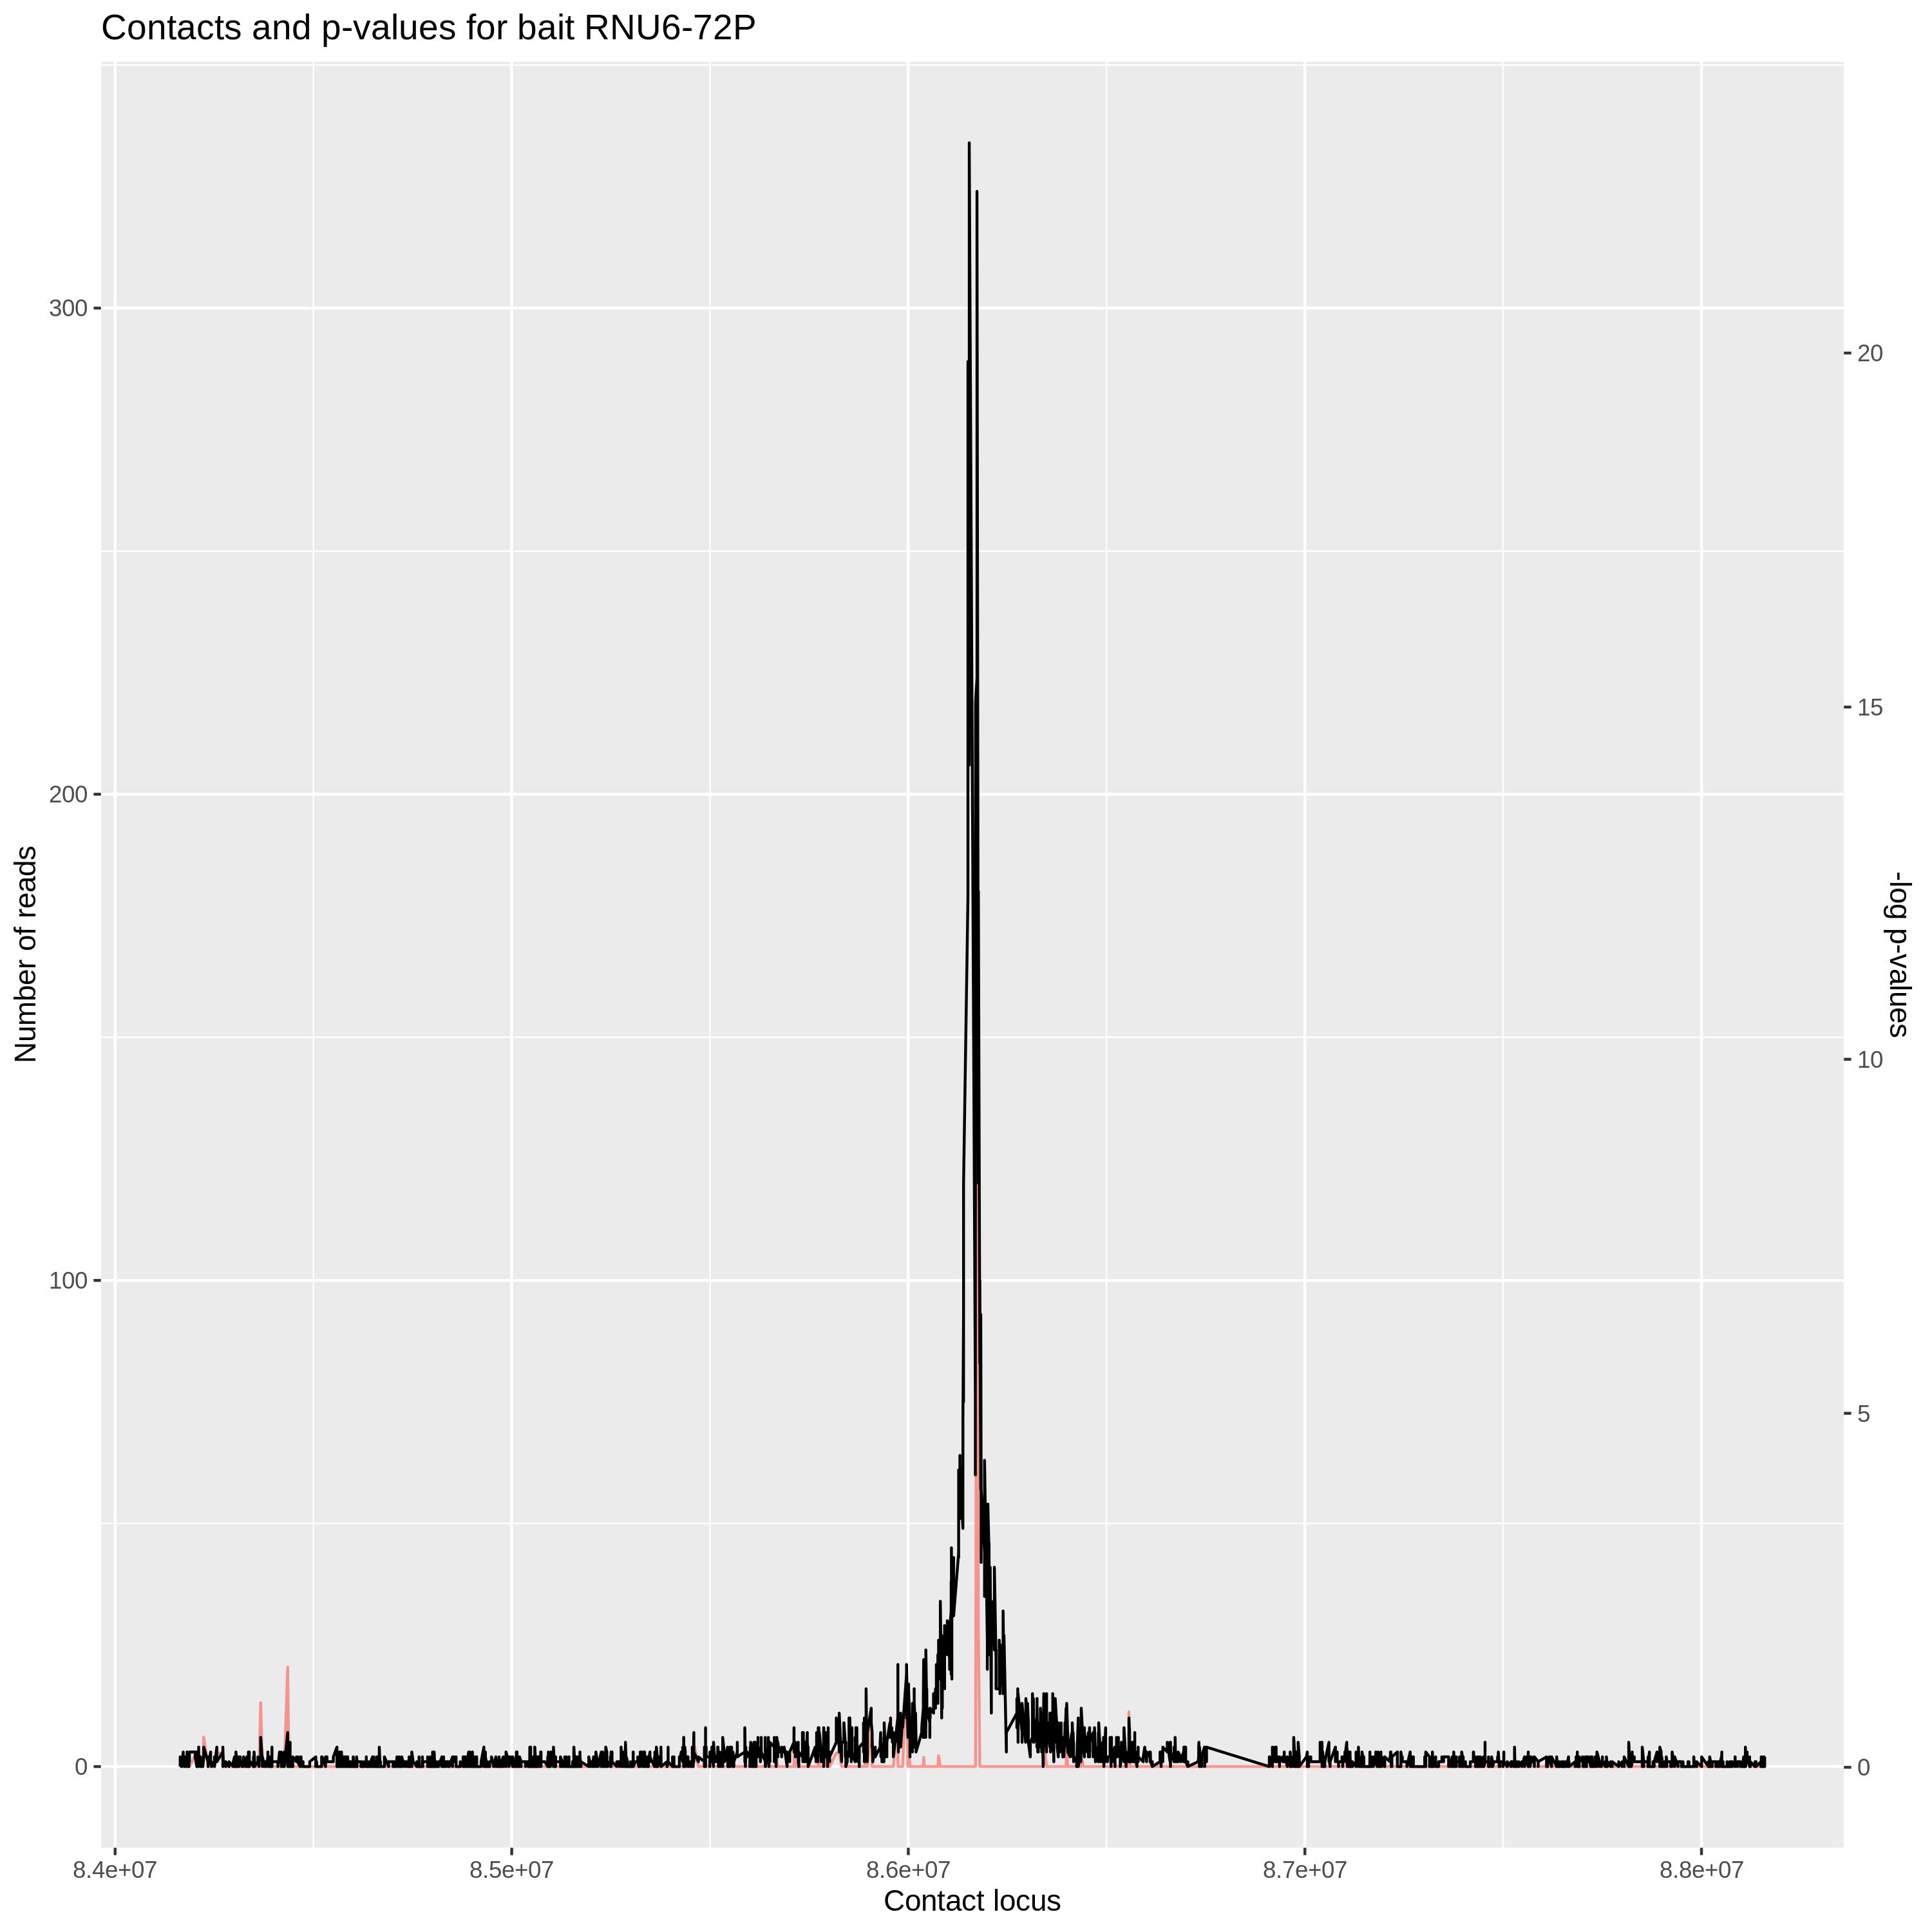 Contacts and p-values for bait RNU6-72P
Number of reads
300
200
100
0
20
15
10
5
0
-log p-values
8.4e+07
8.5e+07
8.6e+07
8.7e+07
8.8e+07
Contact locus